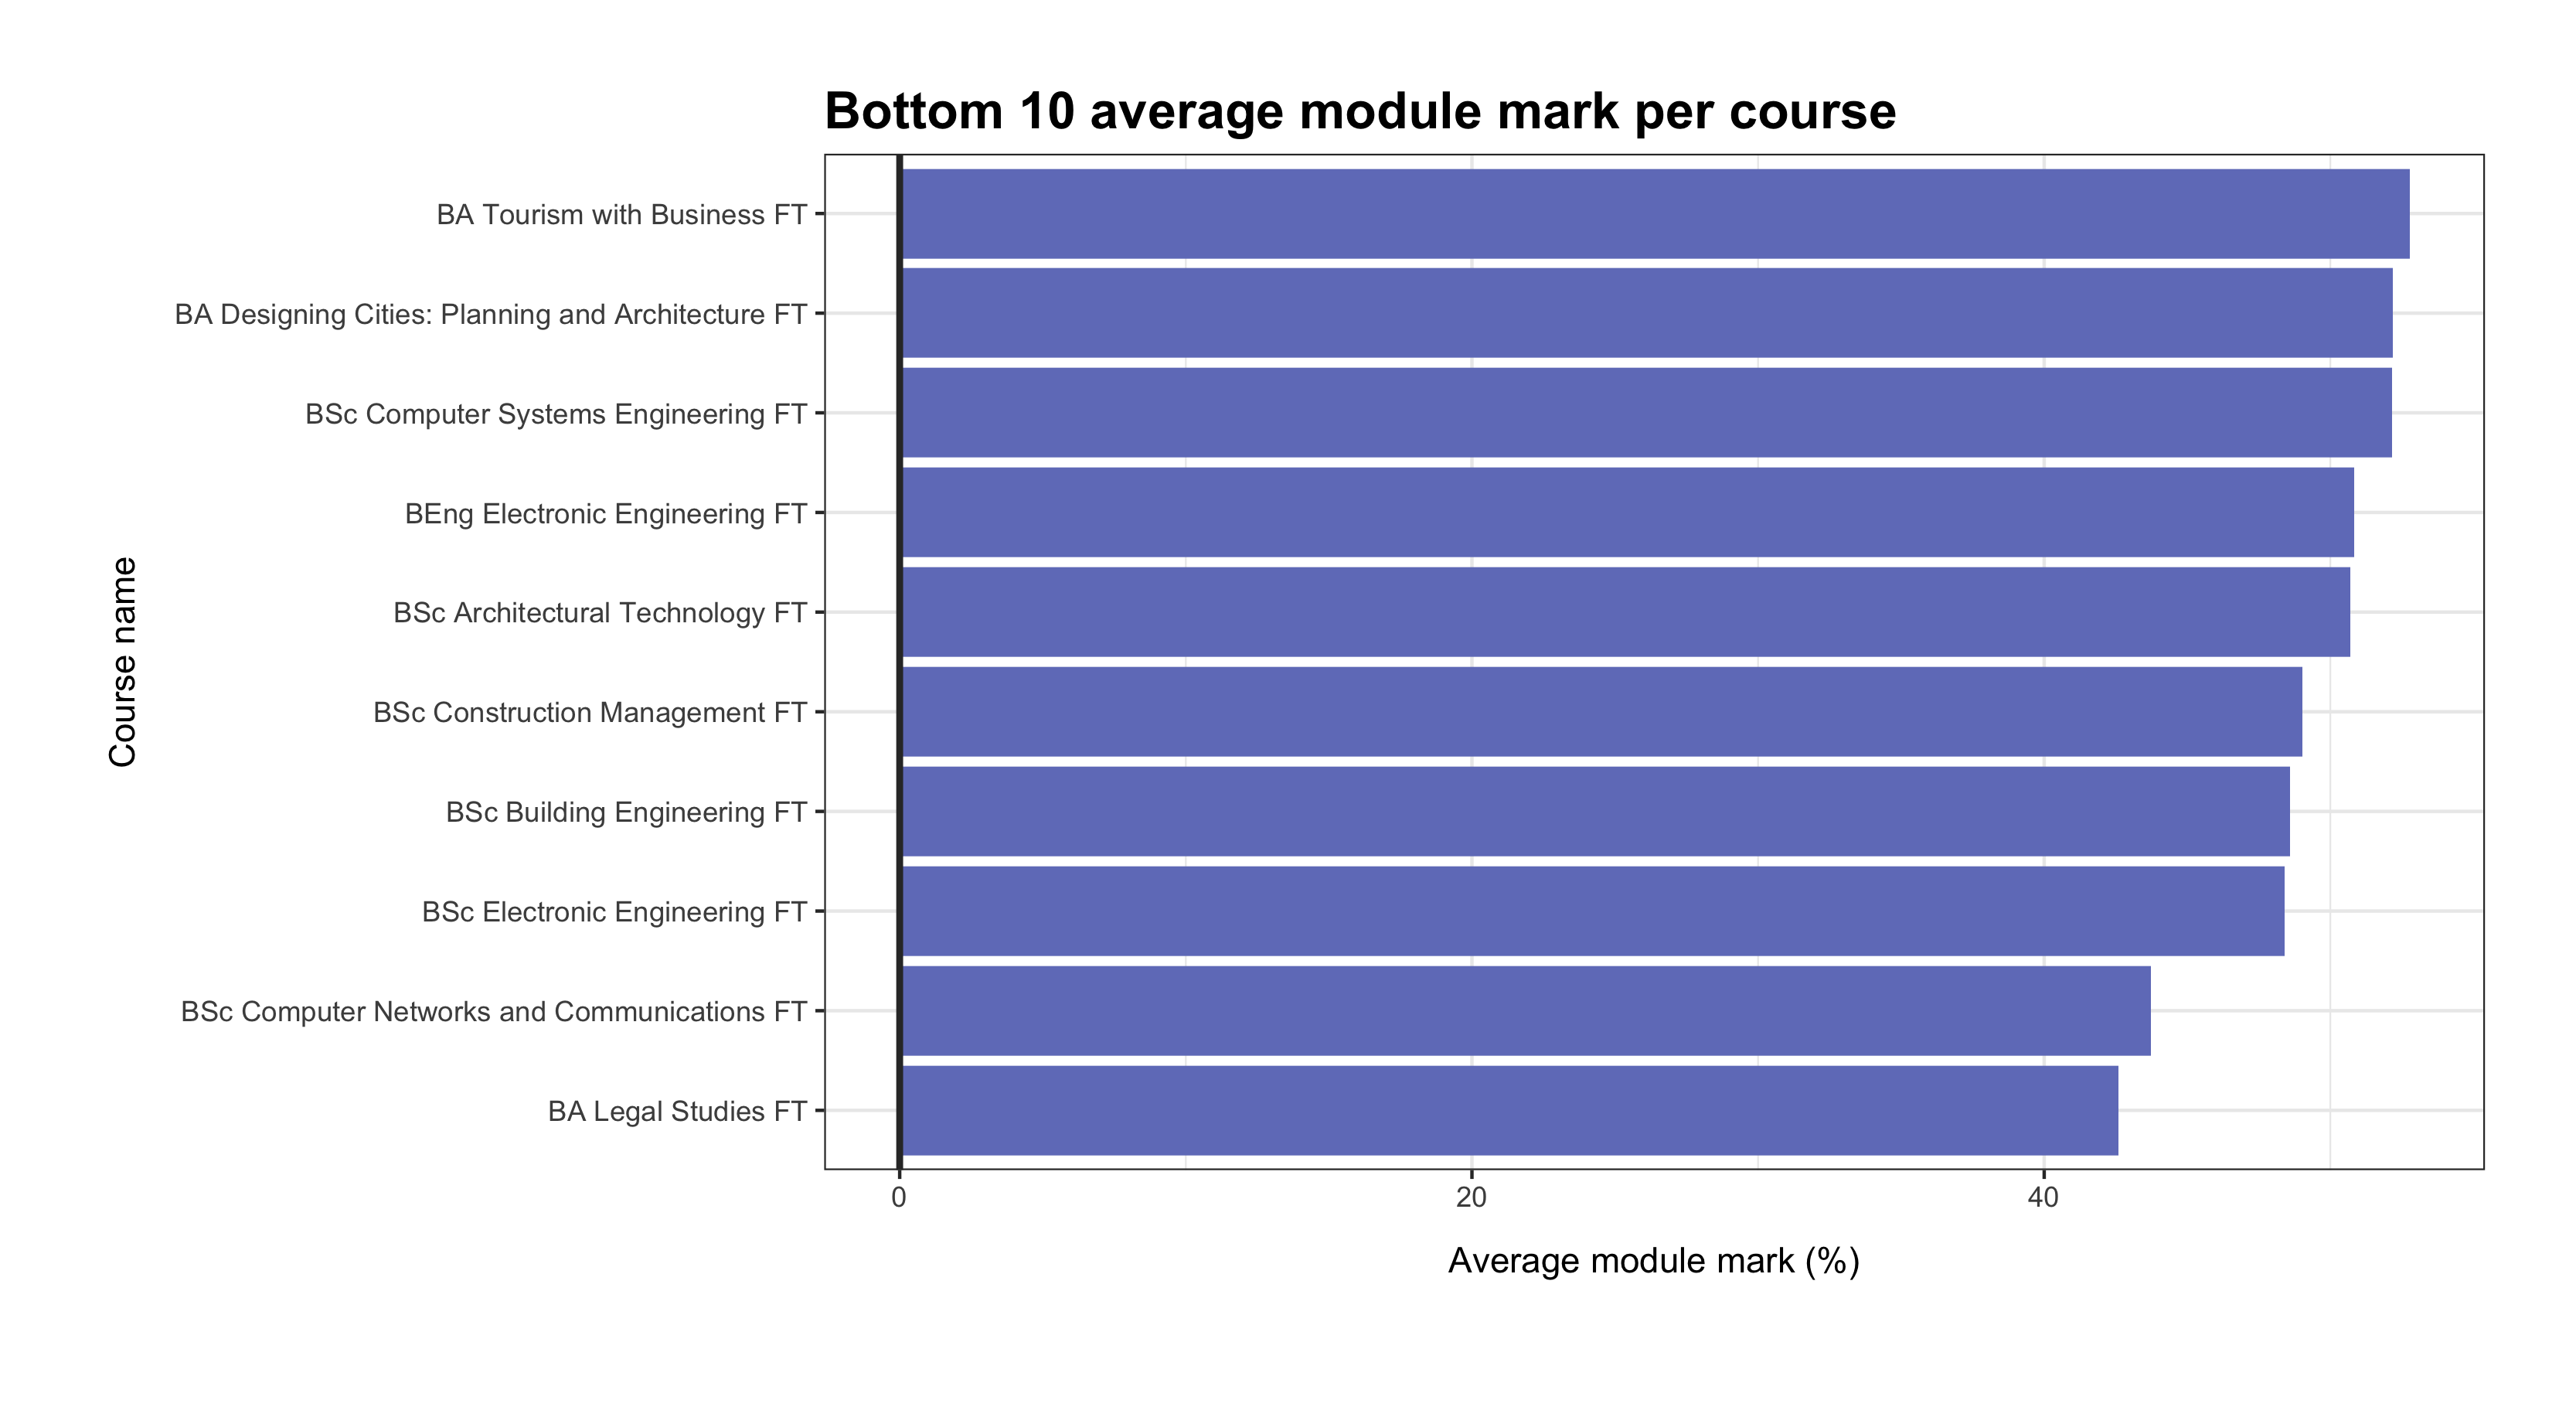 Bottom 10 average module mark per course
Course name
BA Tourism with Business FT
BA Designing Cities: Planning and Architecture FT
BSc Computer Systems Engineering FT
BEng Electronic Engineering FT
BSc Architectural Technology FT
BSc Construction Management FT
BSc Building Engineering FT
BSc Electronic Engineering FT
BSc Computer Networks and Communications FT
BA Legal Studies FT
0 20 40
Average module mark (%)